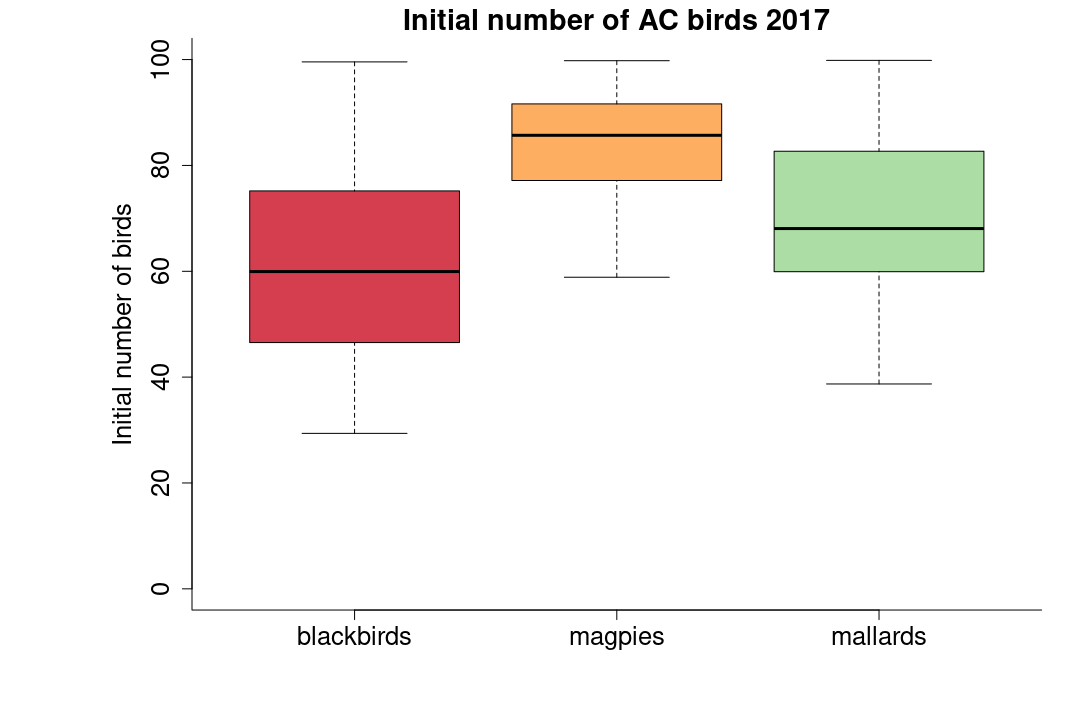 Initial number of AC birds 2017
Initial number of birds
100
80
60
40
20
0
blackbirds
magpies
mallards